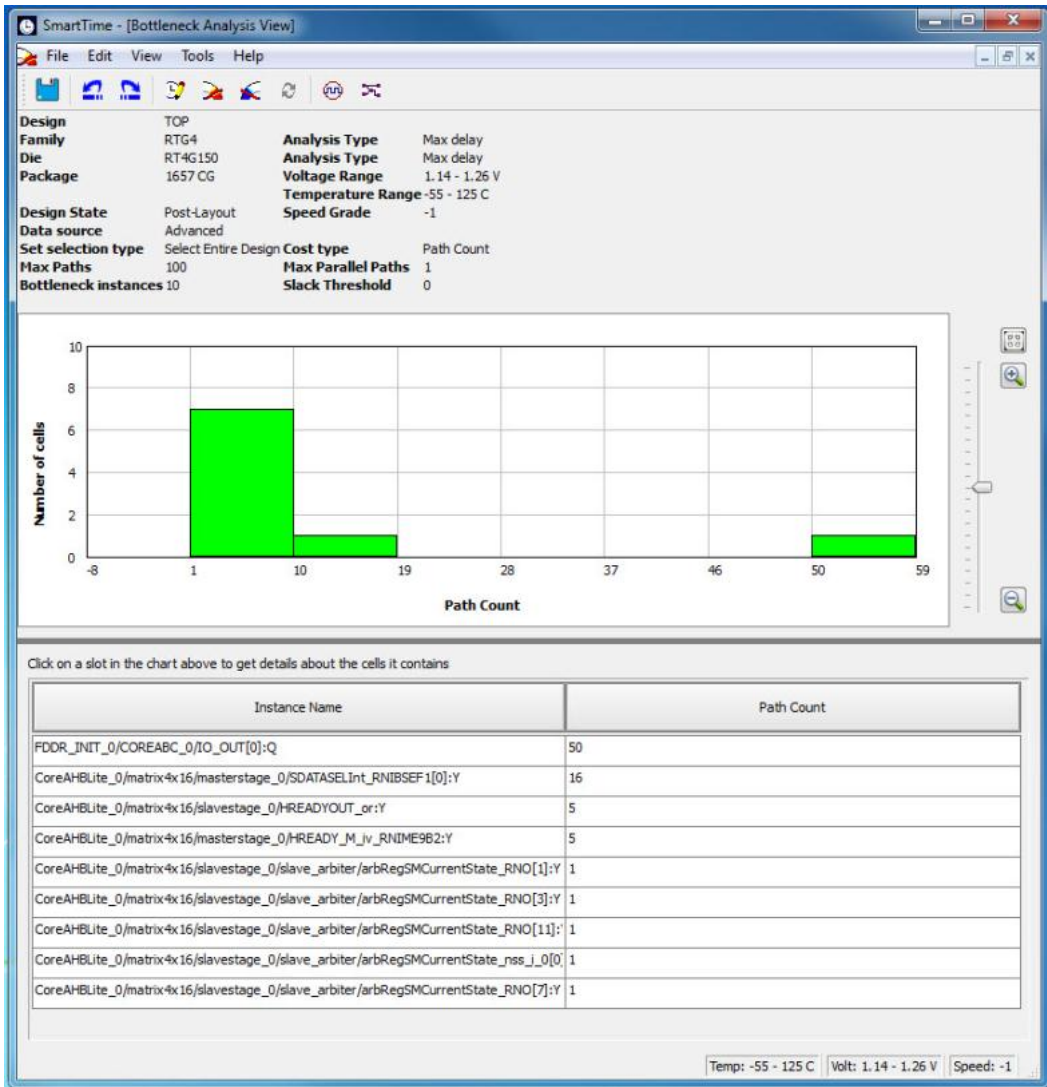 SmartTime - [Bottleneck Analysis View]
File Edit View Tools Help
Design TOP
Family RTG4 Analysis Type Max delay
Die RT4G150 Analysis Type Max delay
Package 1657 CG Voltage Range 1.14 - 1.26 V
Temperature Range -55 - 125 C
Design State Post-Layout Speed Grade -1
Data source Advanced
Set selection type Select Entire Design Cost type Path Count
Max Paths 100 Max Parallel Paths 1
Bottleneck instances 10 Slack Threshold 0
10
8
6
4
2
0
Number of cells
-8 1 10 19 28 37 46 50 59
Path Count
Click on a slot in the chart above to get details about the cells it contains
Instance Name Path Count
FDDR_INIT_0/COREABC_0/IO_OUT[0]:Q 50
CoreAHBLite_0/matrix4x16/masterstage_0/SDATASELInt_RNIBSEF1[0]:Y 16
CoreAHBLite_0/matrix4x16/slavestage_0/HREADYOUT_or:Y 5
CoreAHBLite_0/matrix4x16/masterstage_0/HREADY_M_iv_RNIME9B2:Y 5
CoreAHBLite_0/matrix4x16/slavestage_0/slave_arbiter/arbRegSMCurrentState_RNO[1]:Y 1
CoreAHBLite_0/matrix4x16/slavestage_0/slave_arbiter/arbRegSMCurrentState_RNO[3]:Y 1
CoreAHBLite_0/matrix4x16/slavestage_0/slave_arbiter/arbRegSMCurrentState_RNO[11]: 1
CoreAHBLite_0/matrix4x16/slavestage_0/slave_arbiter/arbRegSMCurrentState_nss_i_0[0 1
CoreAHBLite_0/matrix4x16/slavestage_0/slave_arbiter/arbRegSMCurrentState_RNO[7]:Y 1
Temp: -55 - 125 C Volt: 1.14 - 1.26 V Speed: -1